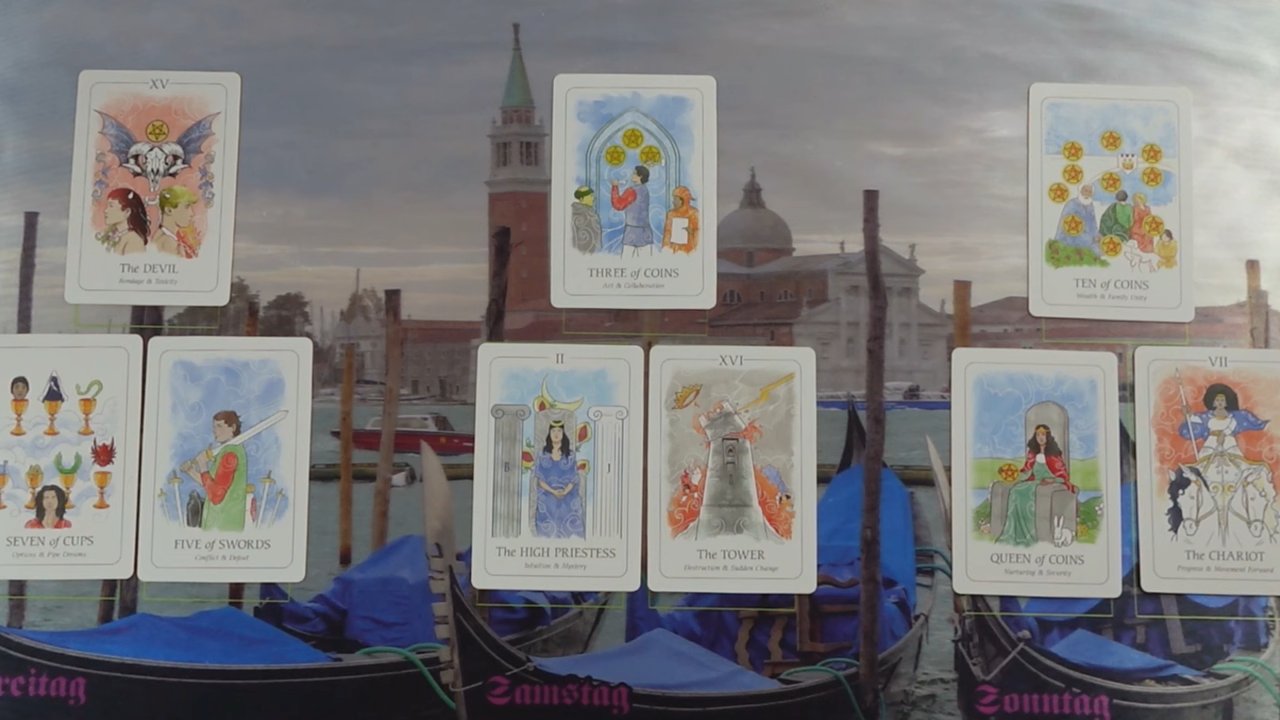 XV
The DEVIL
Bondage & Toxicity
THREE of COINS
Art & Collaboration
TEN of COINS
Wealth & Family Unity
SEVEN of CUPS
Options & Pipe Dreams
FIVE of SWORDS
Conflict & Defeat
II
B
I
The HIGH PRIESTESS
Intuition & Mystery
XVI
The TOWER
Destruction & Sudden Change
QUEEN of COINS
Nurturing & Security
VII
The CHARIOT
Progress & Movement Forward
reitag
Samstag
Sonntag